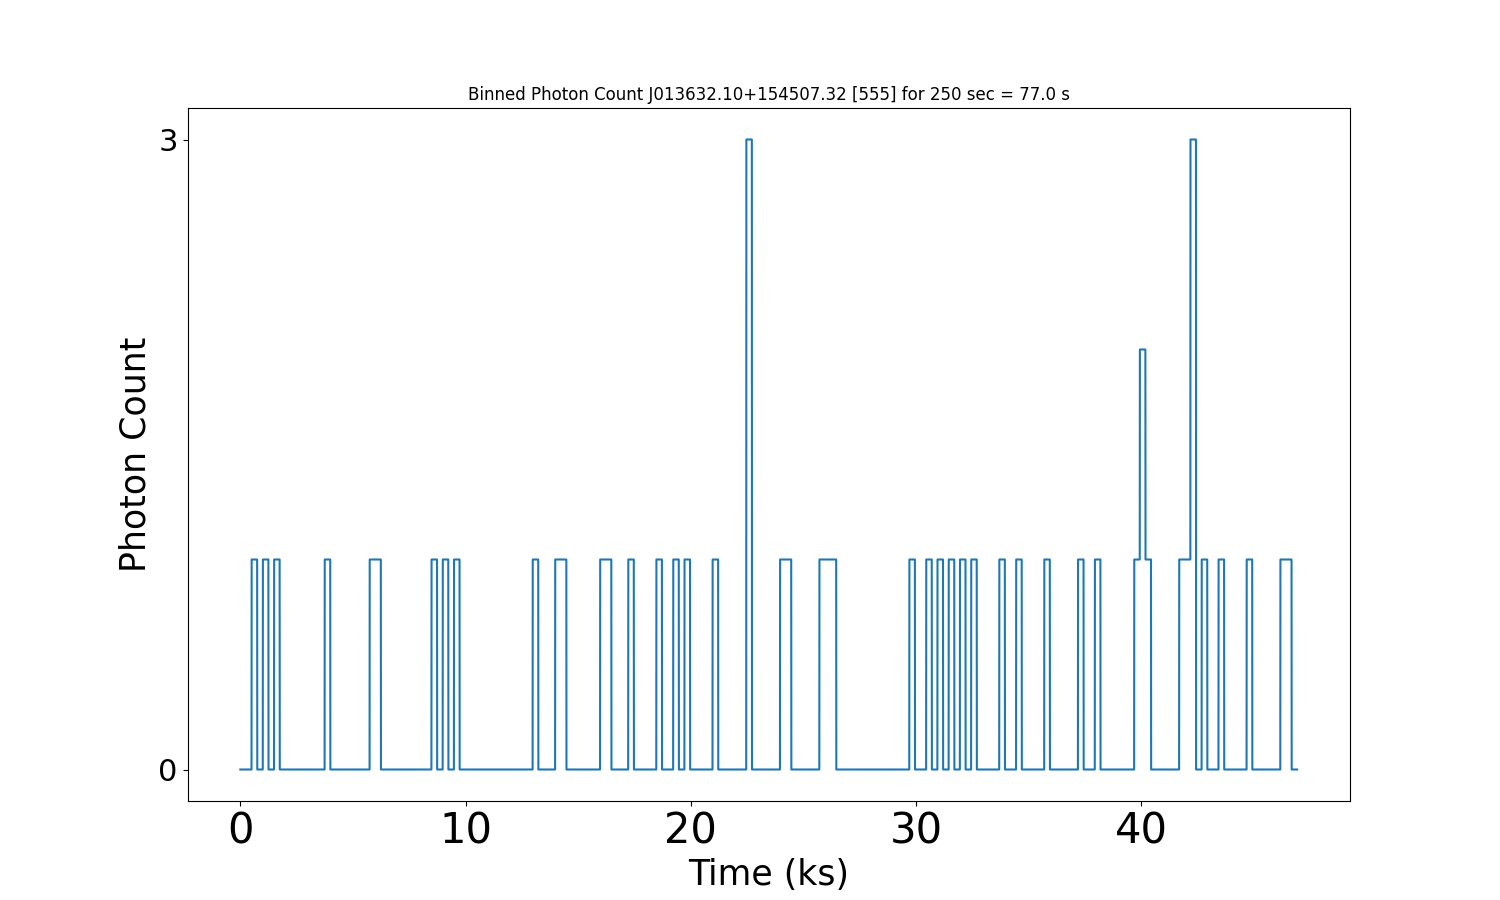 Binned Photon Count J013632.10+154507.32 [555] for 250 sec = 77.0 s
3
Photon Count
0
0 10 20 30 40
Time (ks)